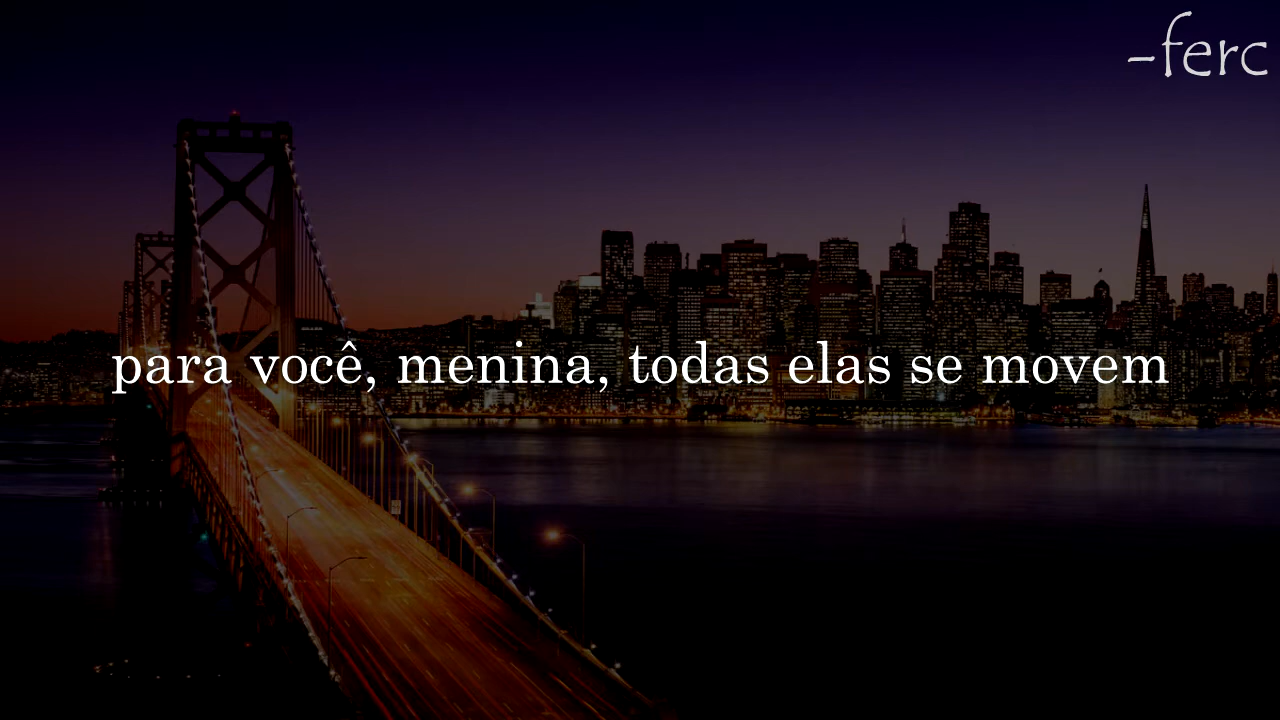 -ferc
para você, menina, todas elas se movem